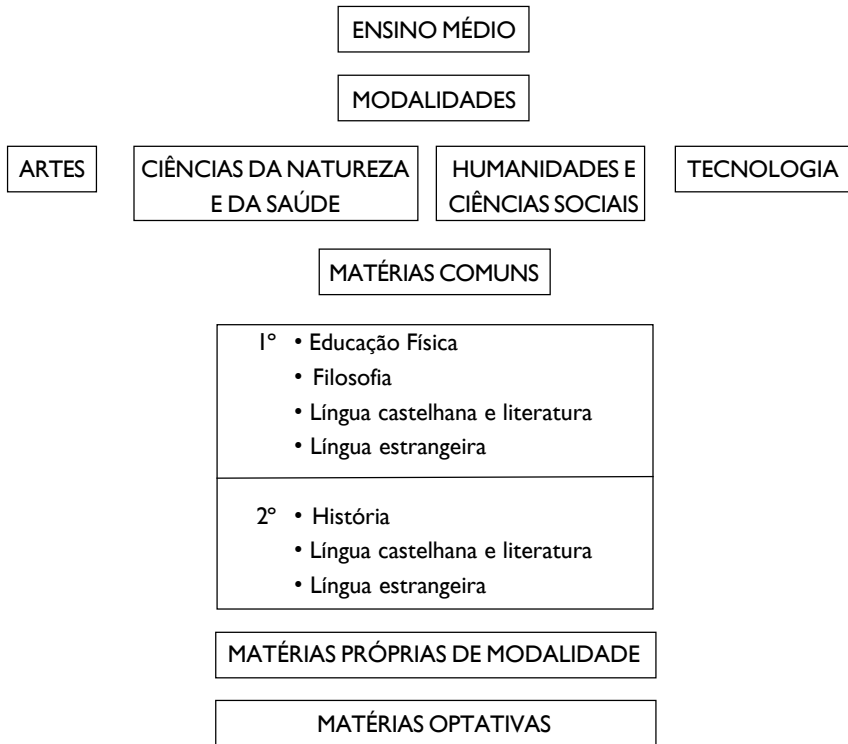 ENSINO MÉDIO
MODALIDADES
ARTES
CIÊNCIAS DA NATUREZA
E DA SAÚDE
HUMANIDADES E
CIÊNCIAS SOCIAIS
TECNOLOGIA
MATÉRIAS COMUNS
1º • Educação Física
• Filosofia
• Língua castelhana e literatura
• Língua estrangeira
2º • História
• Língua castelhana e literatura
• Língua estrangeira
MATÉRIAS PRÓPRIAS DE MODALIDADE
MATÉRIAS OPTATIVAS